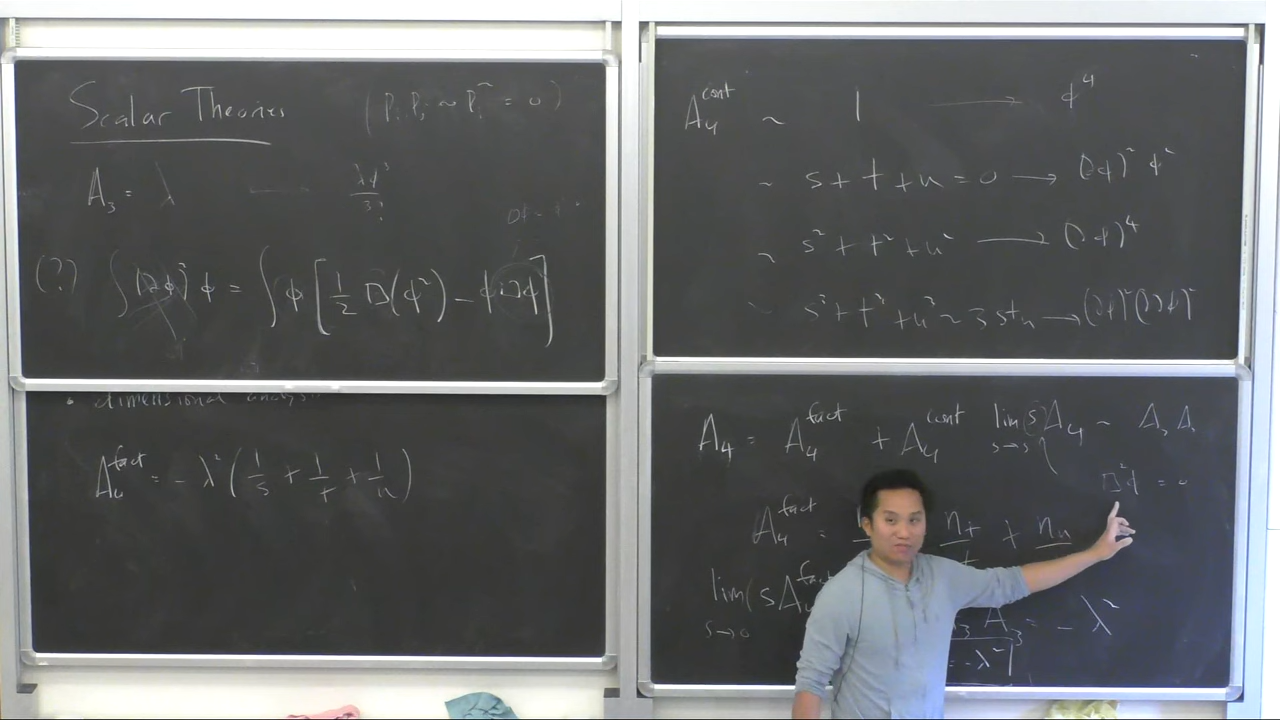 Scalar Theories (Pᵢ·Pⱼ ~ Pᵢ² = 0)
A₃ = λ → λφ³/3!
(?) ∫(∂φ)² φ = ∫ φ [ ½ □(φ²) − φ□φ ]
• dimensional analysis
A₄^fact = − λ² ( 1/s + 1/t + 1/u )
A₄^cont ~ 1 → φ⁴
~ s + t + u = 0 → (∂φ)² φ²
~ s² + t² + u² → (∂φ)⁴
~ s³ + t³ + u³ ~ 3stu → (∂φ)²(∂∂φ)²
A₄ = A₄^fact + A₄^cont lim s→ (s)A₄ ~ A₃ A₃
□²φ = 0
A₄^fact = n_t/t + n_u
lim s→0 (sA₄^fact A₃ = − λ²
= −λ²